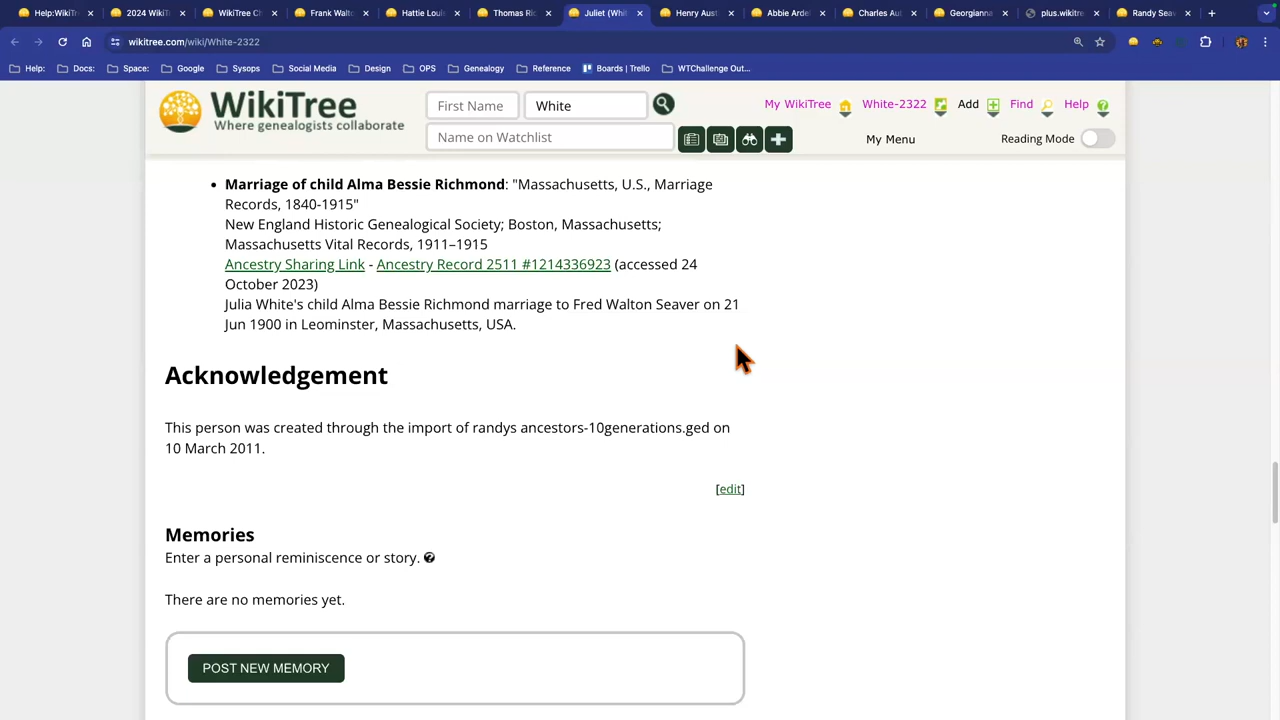 Help:WikiTre
2024 WikiT
WikiTree C
Frank Walto
Hattie Loui
Thomas Ric
Juliet (Whi
Henry Aust
Abbie Arde
Charles Au
Georgianna
plus.wikitre
Randy Seav
wikitree.com/wiki/White-2322
Help: Docs: Space: Google Sysops Social Media Design OPS Genealogy Reference Boards | Trello WTChallenge Out...
WikiTree
Where genealogists collaborate
First Name White
Name on Watchlist
My WikiTree White-2322 Add Find Help
My Menu Reading Mode
• Marriage of child Alma Bessie Richmond: "Massachusetts, U.S., Marriage
Records, 1840-1915"
New England Historic Genealogical Society; Boston, Massachusetts;
Massachusetts Vital Records, 1911–1915
Ancestry Sharing Link - Ancestry Record 2511 #1214336923 (accessed 24
October 2023)
Julia White's child Alma Bessie Richmond marriage to Fred Walton Seaver on 21
Jun 1900 in Leominster, Massachusetts, USA.
Acknowledgement
This person was created through the import of randys ancestors-10generations.ged on
10 March 2011.
[edit]
Memories
Enter a personal reminiscence or story.
There are no memories yet.
POST NEW MEMORY